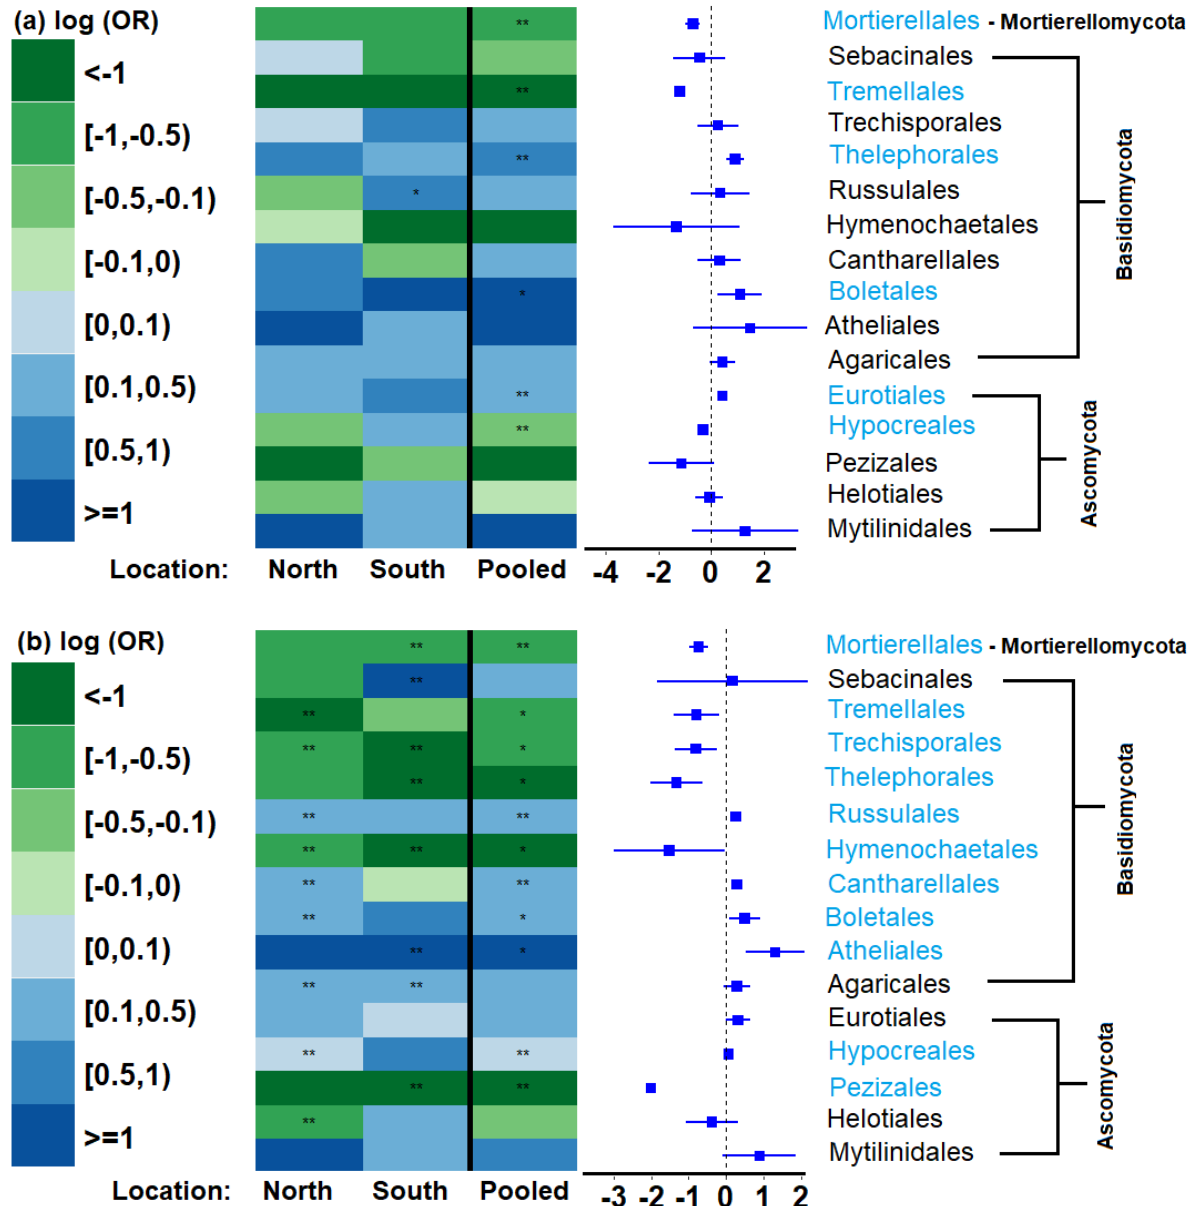 (a) log (OR)
<-1
[-1,-0.5)
[-0.5,-0.1)
[-0.1,0)
[0,0.1)
[0.1,0.5)
[0.5,1)
>=1
**
**
**
*
*
**
**
Location: North South Pooled
-4 -2 0 2
Mortierellales - Mortierellomycota
Sebacinales
Tremellales
Trechisporales
Thelephorales
Russulales
Hymenochaetales
Cantharellales
Boletales
Atheliales
Agaricales
Eurotiales
Hypocreales
Pezizales
Helotiales
Mytilinidales
Basidiomycota
Ascomycota
(b) log (OR)
<-1
[-1,-0.5)
[-0.5,-0.1)
[-0.1,0)
[0,0.1)
[0.1,0.5)
[0.5,1)
>=1
** **
**
** *
** ** *
** *
** **
** ** *
** **
** *
** *
** **
** **
** **
**
Location: North South Pooled
-3 -2 -1 0 1 2
Mortierellales - Mortierellomycota
Sebacinales
Tremellales
Trechisporales
Thelephorales
Russulales
Hymenochaetales
Cantharellales
Boletales
Atheliales
Agaricales
Eurotiales
Hypocreales
Pezizales
Helotiales
Mytilinidales
Basidiomycota
Ascomycota